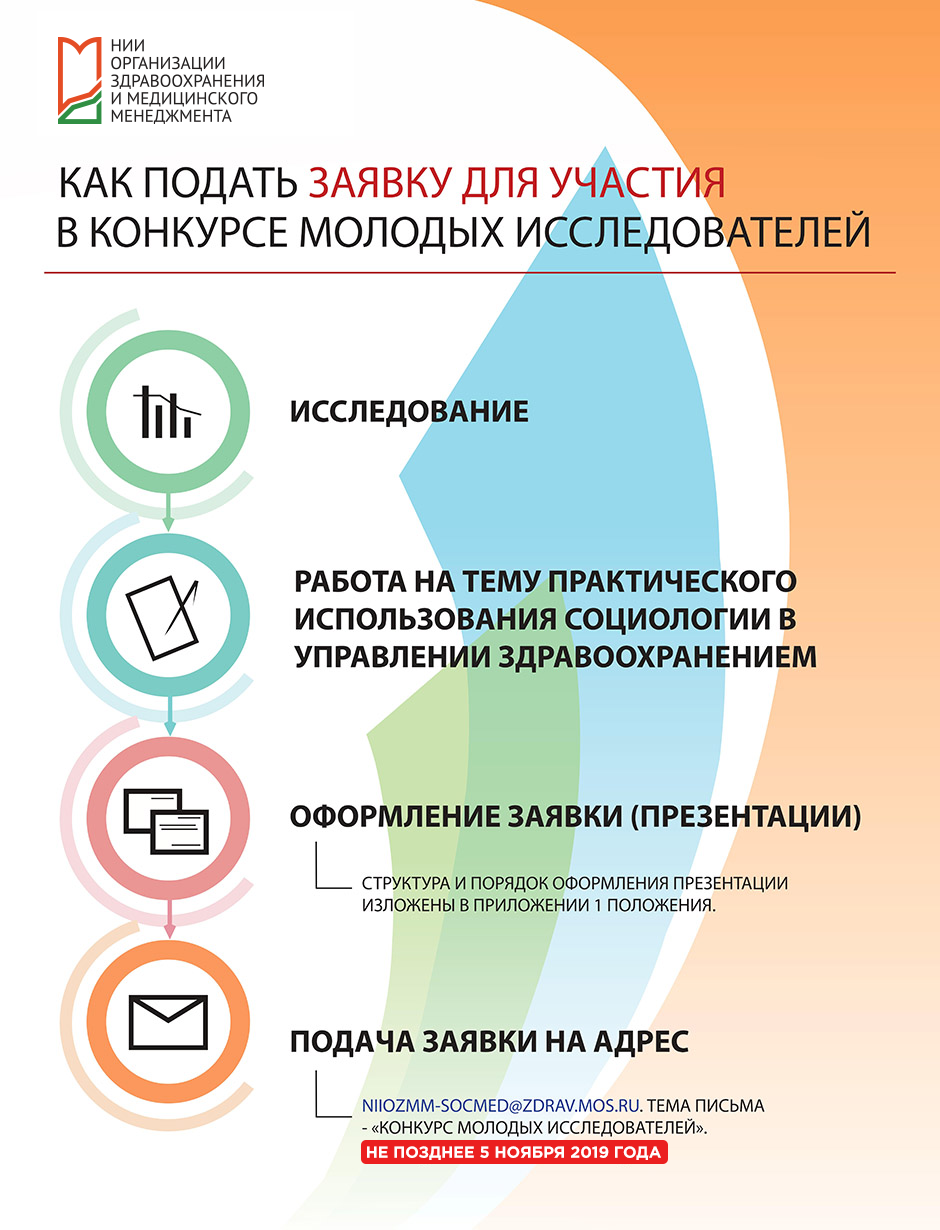 НИИ
ОРГАНИЗАЦИИ
ЗДРАВООХРАНЕНИЯ
И МЕДИЦИНСКОГО
МЕНЕДЖМЕНТА
КАК ПОДАТЬ ЗАЯВКУ ДЛЯ УЧАСТИЯ
В КОНКУРСЕ МОЛОДЫХ ИССЛЕДОВАТЕЛЕЙ
ИССЛЕДОВАНИЕ
РАБОТА НА ТЕМУ ПРАКТИЧЕСКОГО
ИСПОЛЬЗОВАНИЯ СОЦИОЛОГИИ В
УПРАВЛЕНИИ ЗДРАВООХРАНЕНИЕМ
ОФОРМЛЕНИЕ ЗАЯВКИ (ПРЕЗЕНТАЦИИ)
СТРУКТУРА И ПОРЯДОК ОФОРМЛЕНИЯ ПРЕЗЕНТАЦИИ
ИЗЛОЖЕНЫ В ПРИЛОЖЕНИИ 1 ПОЛОЖЕНИЯ.
ПОДАЧА ЗАЯВКИ НА АДРЕС
NIIOZMM-SOCMED@ZDRAV.MOS.RU. ТЕМА ПИСЬМА
- «КОНКУРС МОЛОДЫХ ИССЛЕДОВАТЕЛЕЙ».
НЕ ПОЗДНЕЕ 5 НОЯБРЯ 2019 ГОДА